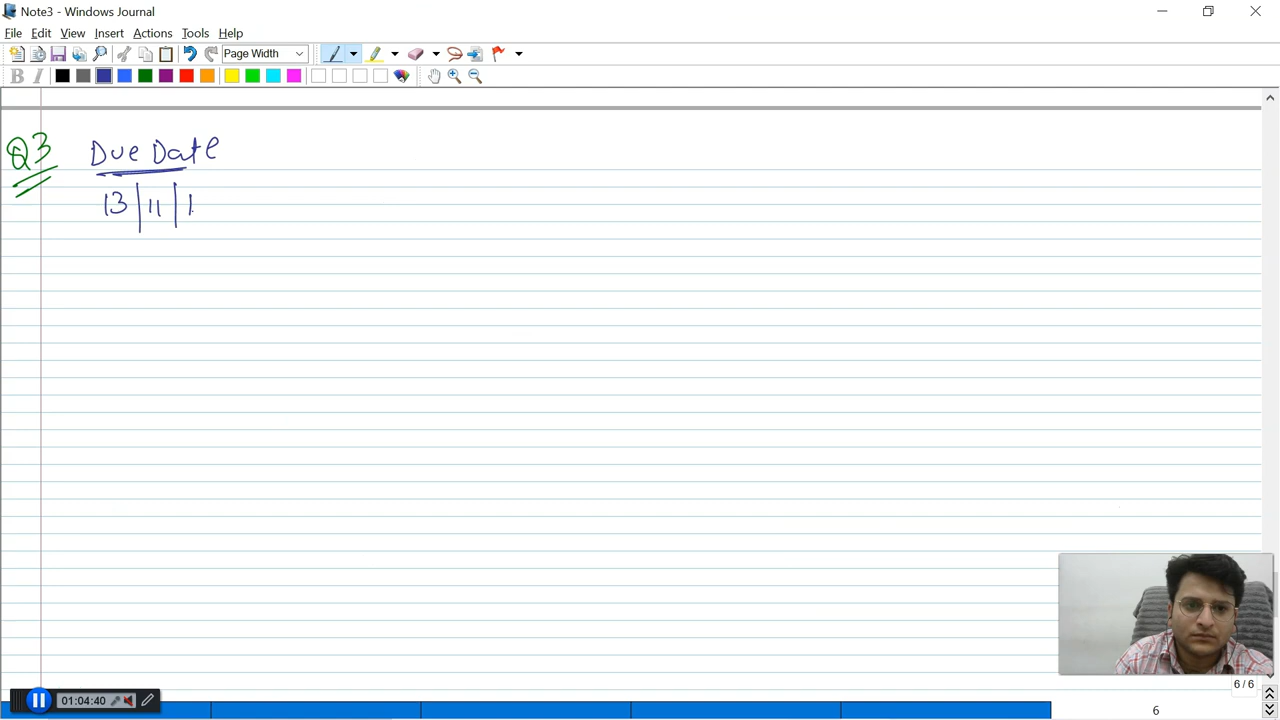 Note3 - Windows Journal
File Edit View Insert Actions Tools Help
Page Width
B I
Q3 Due Date
13|11|1
6 / 6
01:04:40
6